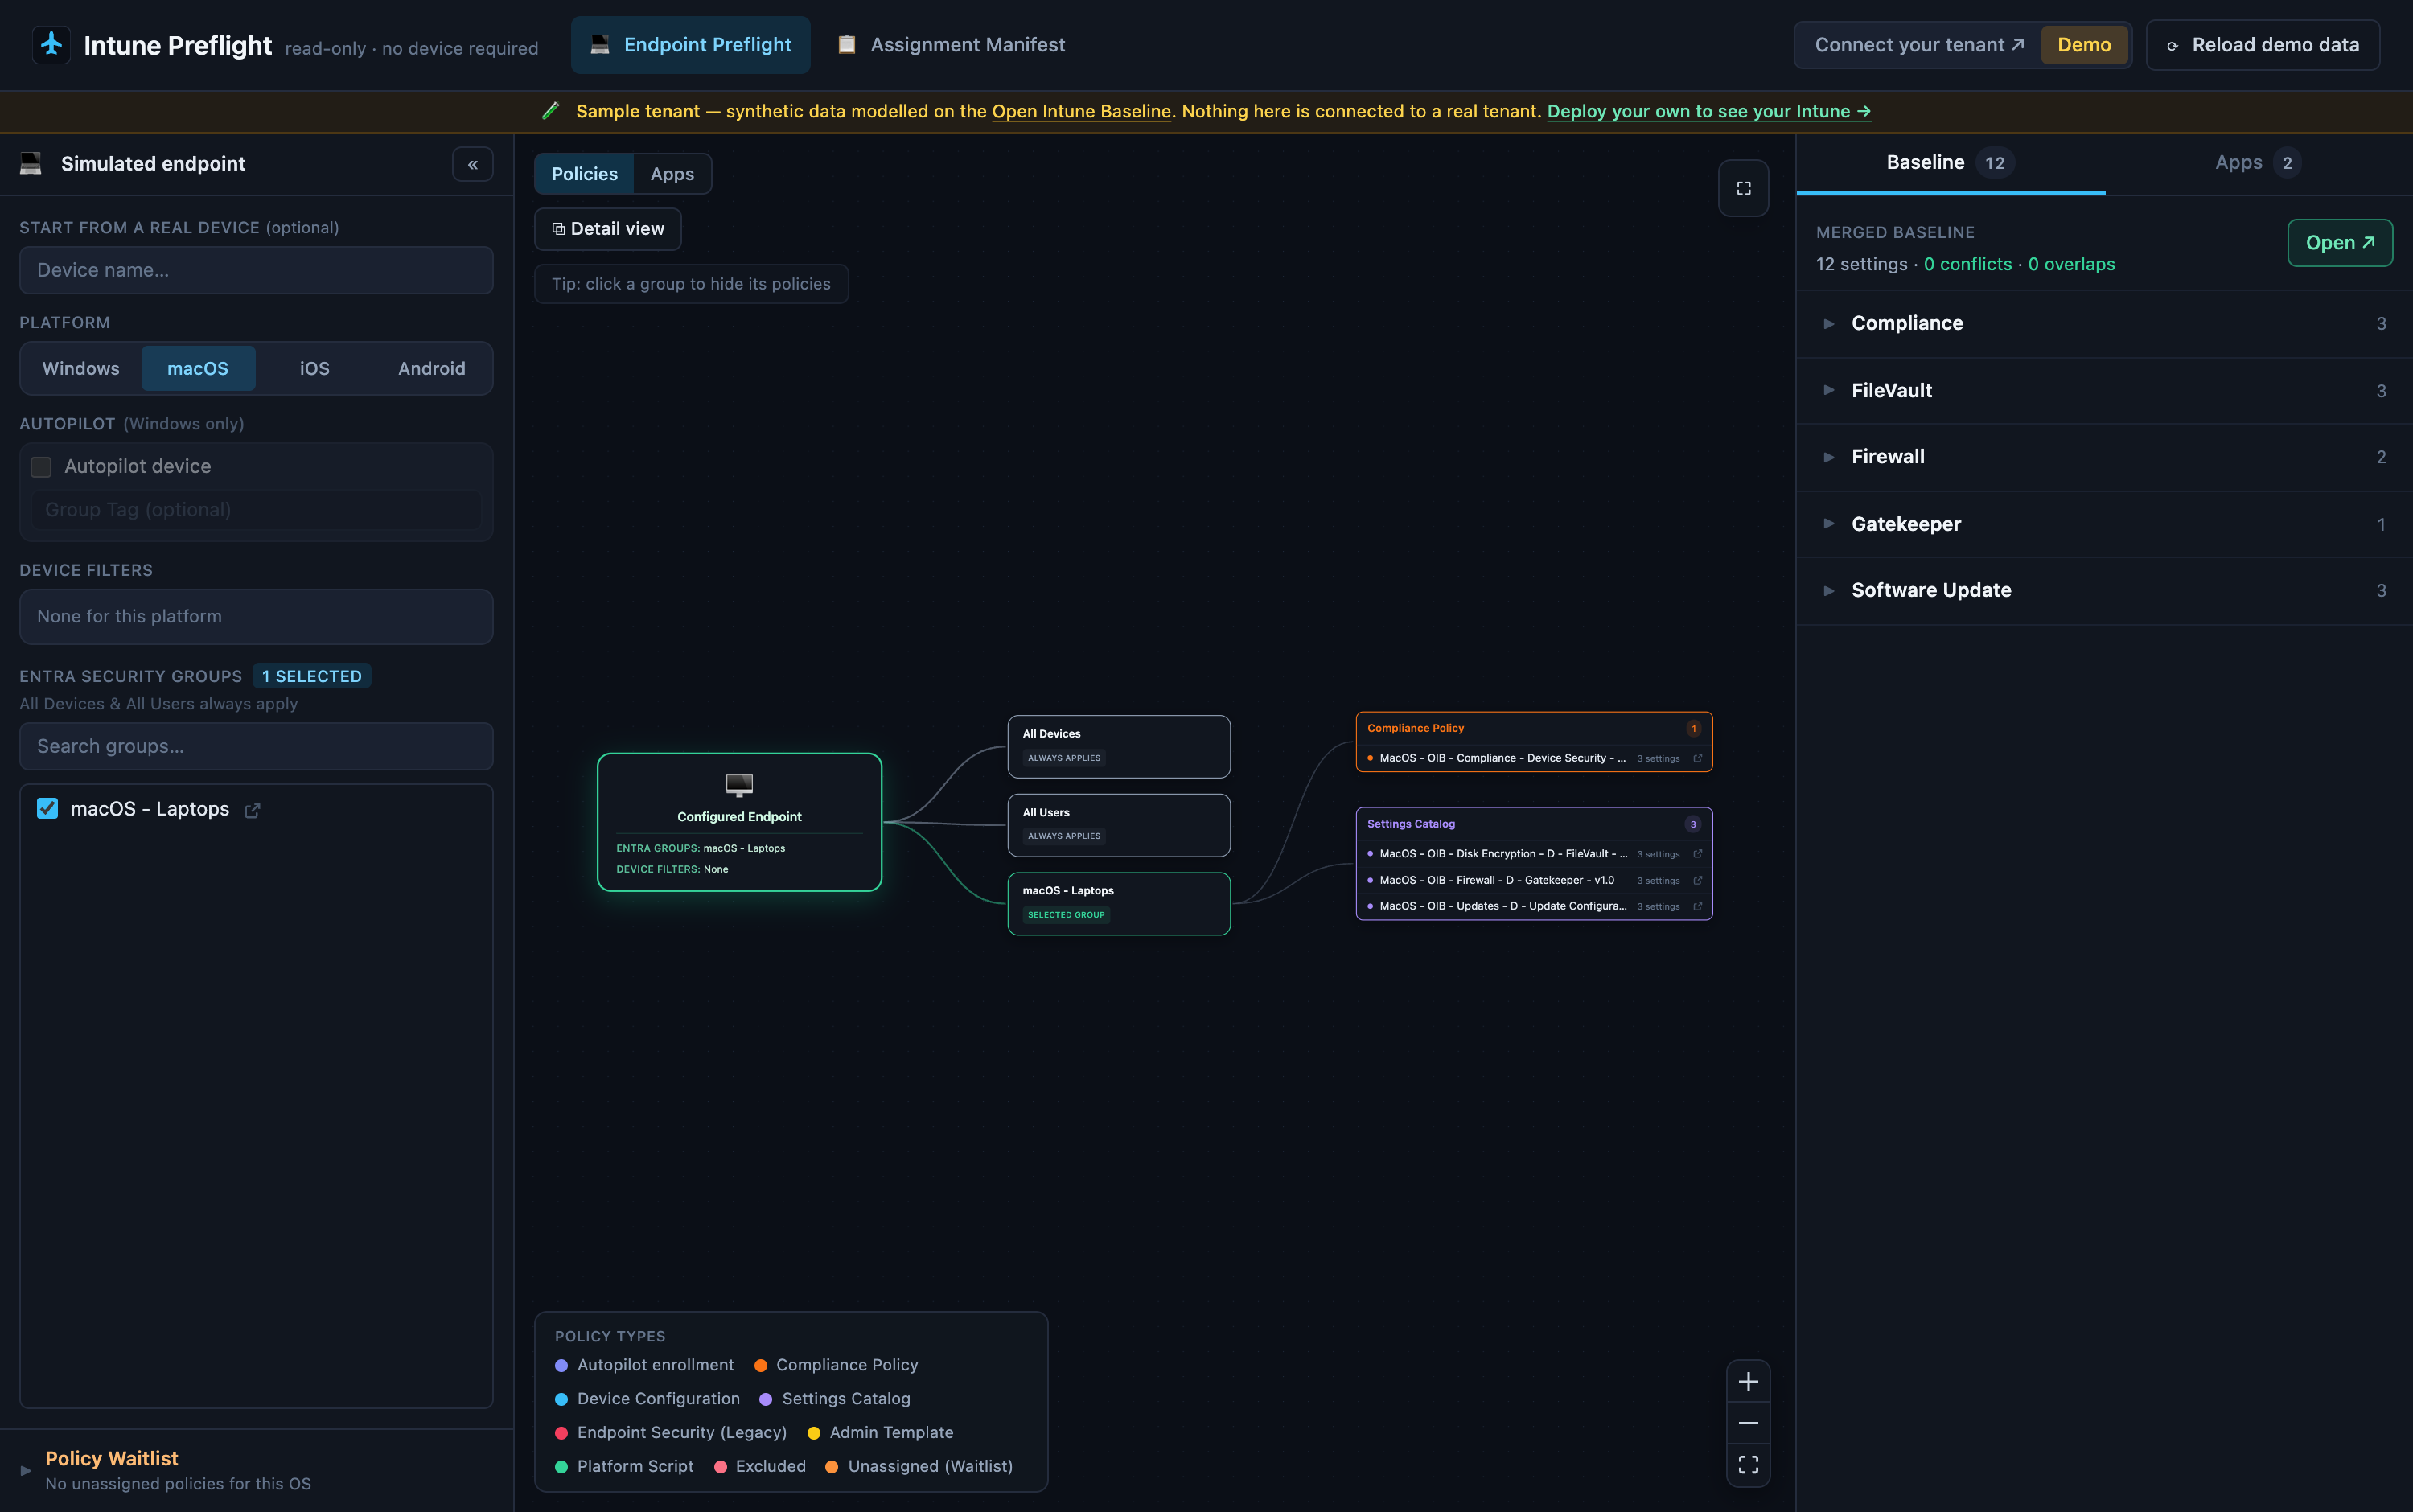 Intune Preflight read-only · no device required
Endpoint Preflight
Assignment Manifest
Connect your tenant ↗ Demo
⟳ Reload demo data
Sample tenant — synthetic data modelled on the Open Intune Baseline. Nothing here is connected to a real tenant. Deploy your own to see your Intune →
Simulated endpoint
«
START FROM A REAL DEVICE (optional)
Device name...
PLATFORM
Windows macOS iOS Android
AUTOPILOT (Windows only)
Autopilot device
Group Tag (optional)
DEVICE FILTERS
None for this platform
ENTRA SECURITY GROUPS 1 SELECTED
All Devices & All Users always apply
Search groups...
macOS - Laptops
Policy Waitlist
No unassigned policies for this OS
Policies Apps
Detail view
Tip: click a group to hide its policies
Configured Endpoint
ENTRA GROUPS: macOS - Laptops
DEVICE FILTERS: None
All Devices
ALWAYS APPLIES
All Users
ALWAYS APPLIES
macOS - Laptops
SELECTED GROUP
Compliance Policy 1
MacOS - OIB - Compliance - Device Security - ... 3 settings
Settings Catalog 3
MacOS - OIB - Disk Encryption - D - FileVault - ... 3 settings
MacOS - OIB - Firewall - D - Gatekeeper - v1.0 3 settings
MacOS - OIB - Updates - D - Update Configura... 3 settings
POLICY TYPES
Autopilot enrollment Compliance Policy
Device Configuration Settings Catalog
Endpoint Security (Legacy) Admin Template
Platform Script Excluded Unassigned (Waitlist)
Baseline 12
Apps 2
MERGED BASELINE
12 settings · 0 conflicts · 0 overlaps
Open ↗
Compliance 3
FileVault 3
Firewall 2
Gatekeeper 1
Software Update 3